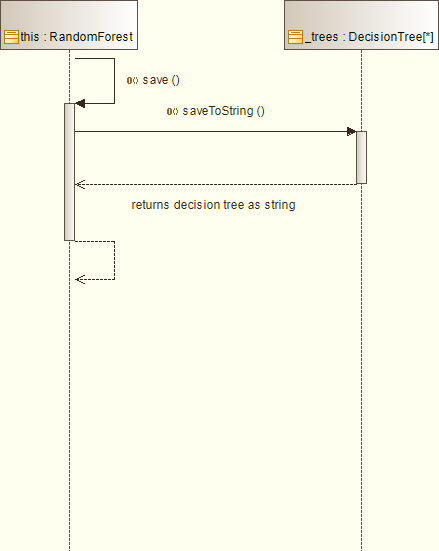 this : RandomForest
_trees : DecisionTree[*]
save ()
saveToString ()
returns decision tree as string